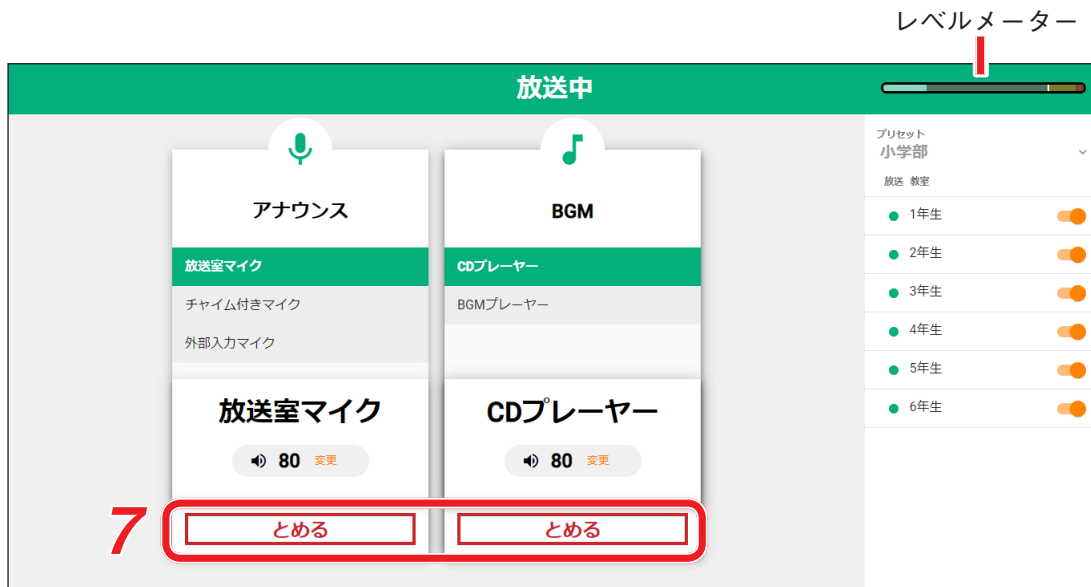 レベルメーター
放送中
アナウンス
放送室マイク
チャイム付きマイク
外部入力マイク
放送室マイク
80 変更
とめる
BGM
CDプレーヤー
BGMプレーヤー
CDプレーヤー
80 変更
とめる
7
プリセット
小学部
放送 教室
1年生
2年生
3年生
4年生
5年生
6年生